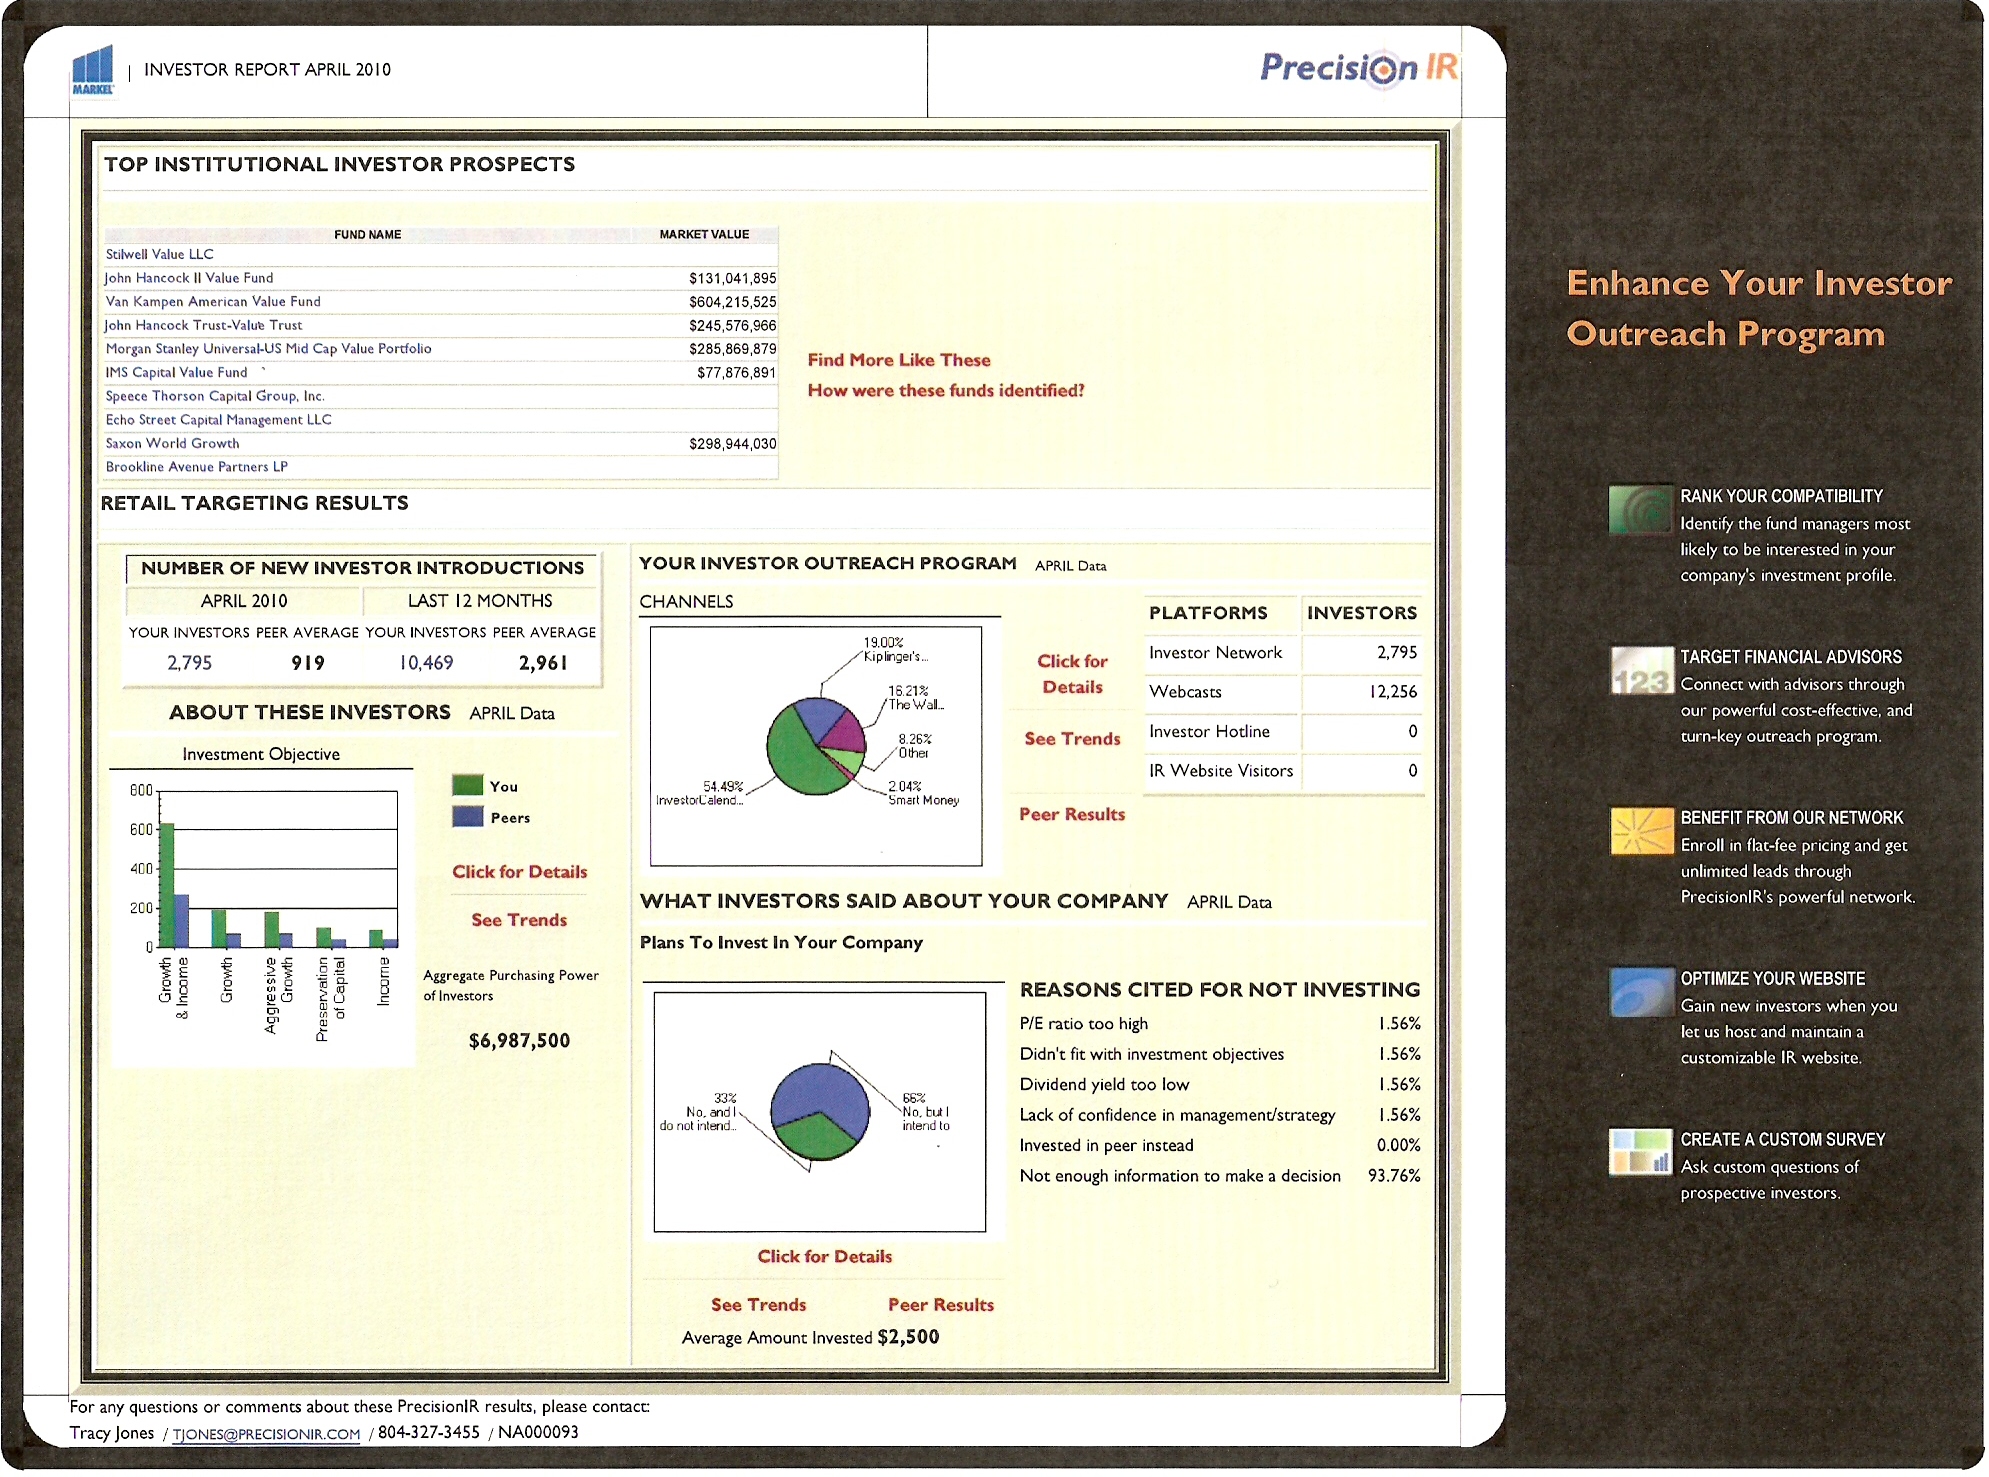 MARKEL
| INVESTOR REPORT APRIL 2010
Precision IR
TOP INSTITUTIONAL INVESTOR PROSPECTS
FUND NAME MARKET VALUE
Stilwell Value LLC
John Hancock II Value Fund $131,041,895
Van Kampen American Value Fund $604,215,525
John Hancock Trust-Value Trust $245,576,966
Morgan Stanley Universal-US Mid Cap Value Portfolio $285,869,879
IMS Capital Value Fund $77,876,891
Speece Thorson Capital Group, Inc.
Echo Street Capital Management LLC
Saxon World Growth $298,944,030
Brookline Avenue Partners LP
Find More Like These
How were these funds identified?
RETAIL TARGETING RESULTS
NUMBER OF NEW INVESTOR INTRODUCTIONS
APRIL 2010 LAST 12 MONTHS
YOUR INVESTORS PEER AVERAGE YOUR INVESTORS PEER AVERAGE
2,795 919 10,469 2,961
ABOUT THESE INVESTORS APRIL Data
Investment Objective
800
600
400
200
0
Growth
& Income
Growth
Aggressive
Growth
Preservation
of Capital
Income
You
Peers
Click for Details
See Trends
Aggregate Purchasing Power
of Investors
$6,987,500
YOUR INVESTOR OUTREACH PROGRAM APRIL Data
CHANNELS
19.00%
Kiplinger's...
16.21%
The Wall...
8.26%
Other
2.04%
Smart Money
54.49%
InvestorCalend...
Click for
Details
See Trends
Peer Results
PLATFORMS INVESTORS
Investor Network 2,795
Webcasts 12,256
Investor Hotline 0
IR Website Visitors 0
WHAT INVESTORS SAID ABOUT YOUR COMPANY APRIL Data
Plans To Invest In Your Company
33%
No, and I
do not intend...
66%
No, but I
intend to
Click for Details
See Trends Peer Results
Average Amount Invested $2,500
REASONS CITED FOR NOT INVESTING
P/E ratio too high 1.56%
Didn't fit with investment objectives 1.56%
Dividend yield too low 1.56%
Lack of confidence in management/strategy 1.56%
Invested in peer instead 0.00%
Not enough information to make a decision 93.76%
For any questions or comments about these PrecisionIR results, please contact:
Tracy Jones / TJONES@PRECISIONIR.COM / 804-327-3455 / NA000093
Enhance Your Investor
Outreach Program
RANK YOUR COMPATIBILITY
Identify the fund managers most
likely to be interested in your
company's investment profile.
123
TARGET FINANCIAL ADVISORS
Connect with advisors through
our powerful cost-effective, and
turn-key outreach program.
BENEFIT FROM OUR NETWORK
Enroll in flat-fee pricing and get
unlimited leads through
PrecisionIR's powerful network.
OPTIMIZE YOUR WEBSITE
Gain new investors when you
let us host and maintain a
customizable IR website.
CREATE A CUSTOM SURVEY
Ask custom questions of
prospective investors.